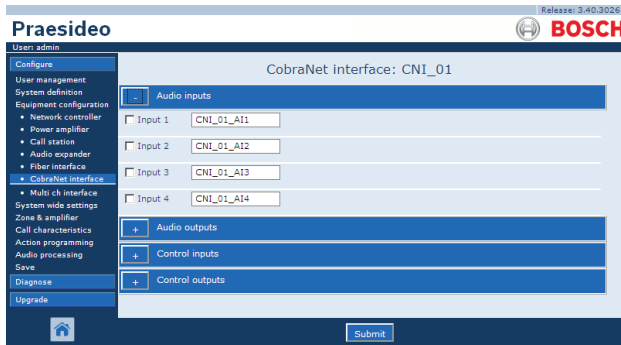 Release: 3.40.3026
Praesideo
BOSCH
User: admin
Configure
User management
System definition
Equipment configuration
• Network controller
• Power amplifier
• Call station
• Audio expander
• Fiber interface
• CobraNet interface
• Multi ch interface
System wide settings
Zone & amplifier
Call characteristics
Action programming
Audio processing
Save
Diagnose
Upgrade
CobraNet interface: CNI_01
- Audio inputs
Input 1 CNI_01_AI1
Input 2 CNI_01_AI2
Input 3 CNI_01_AI3
Input 4 CNI_01_AI4
+ Audio outputs
+ Control inputs
+ Control outputs
Submit